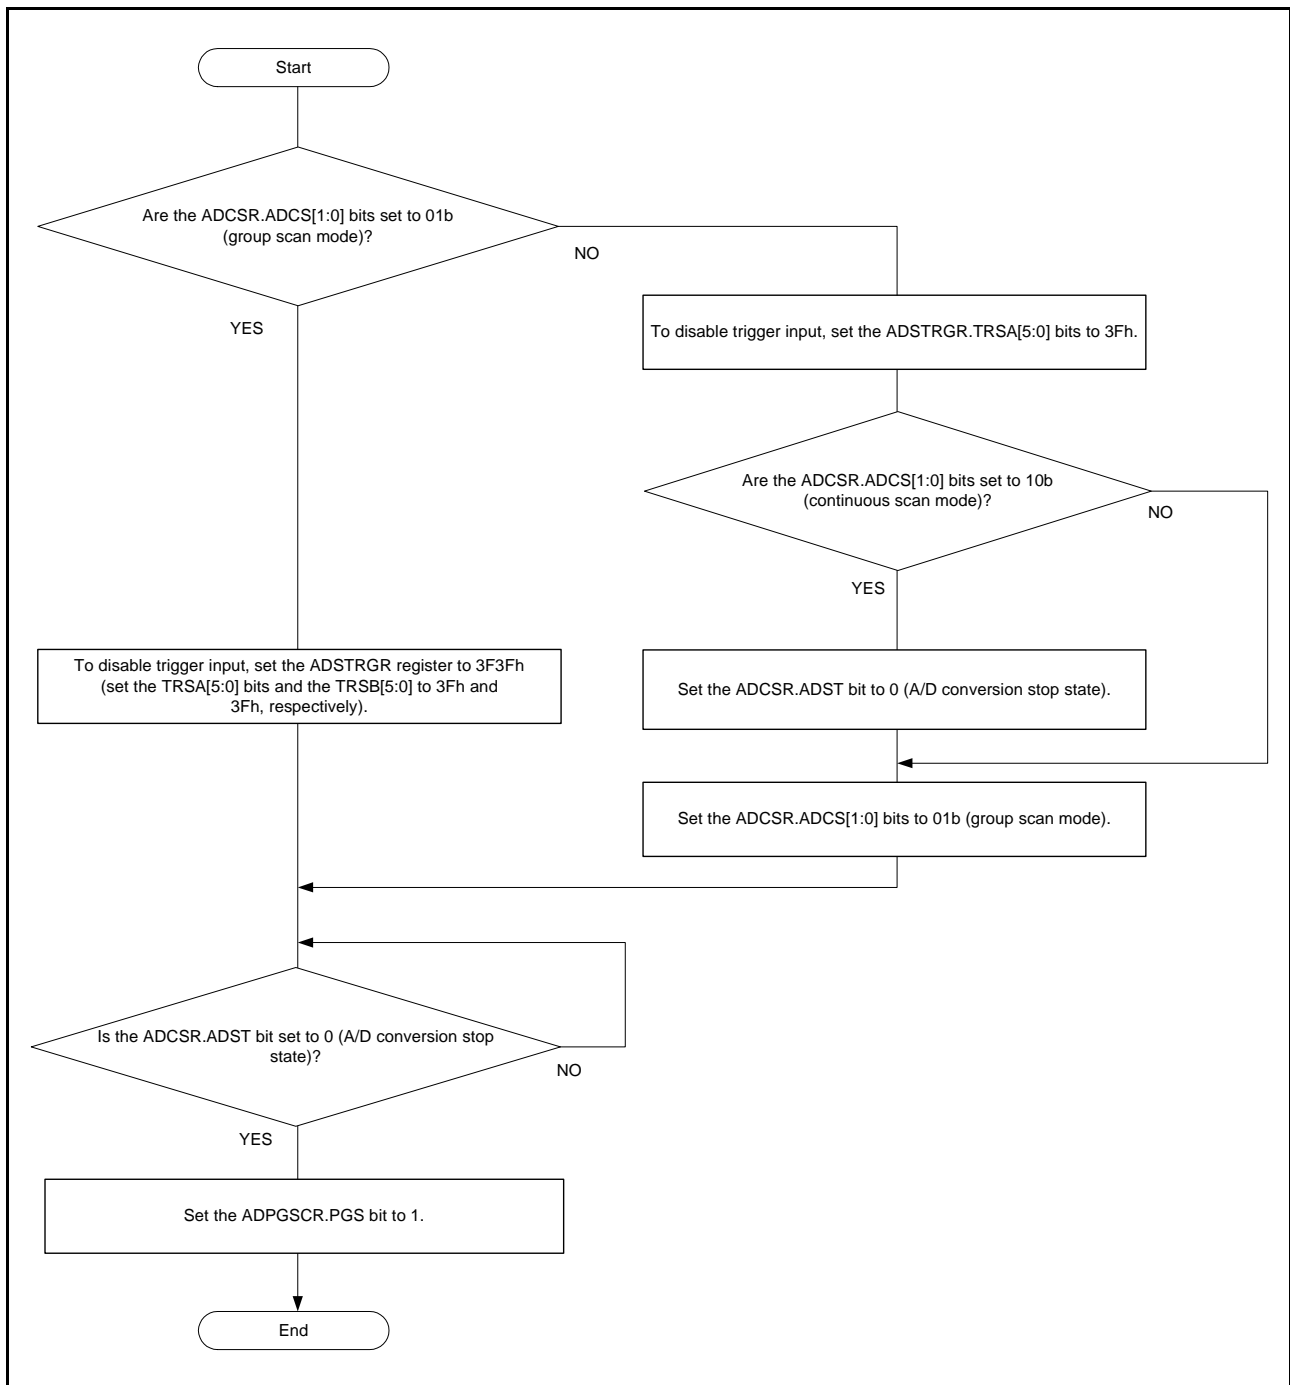 Start
Are the ADCSR.ADCS[1:0] bits set to 01b
(group scan mode)?
NO
YES
To disable trigger input, set the ADSTRGR.TRSA[5:0] bits to 3Fh.
Are the ADCSR.ADCS[1:0] bits set to 10b
(continuous scan mode)?
NO
YES
To disable trigger input, set the ADSTRGR register to 3F3Fh
(set the TRSA[5:0] bits and the TRSB[5:0] to 3Fh and
3Fh, respectively).
Set the ADCSR.ADST bit to 0 (A/D conversion stop state).
Set the ADCSR.ADCS[1:0] bits to 01b (group scan mode).
Is the ADCSR.ADST bit set to 0 (A/D conversion stop
state)?
NO
YES
Set the ADPGSCR.PGS bit to 1.
End